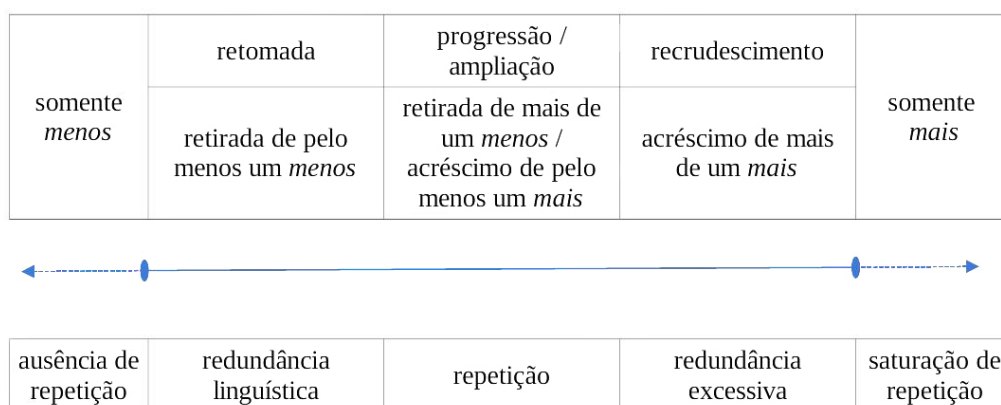 somente
menos
retomada
retirada de pelo
menos um menos
progressão /
ampliação
retirada de mais de
um menos /
acréscimo de pelo
menos um mais
recrudescimento
acréscimo de mais
de um mais
somente
mais
ausência de
repetição
redundância
linguística
repetição
redundância
excessiva
saturação de
repetição